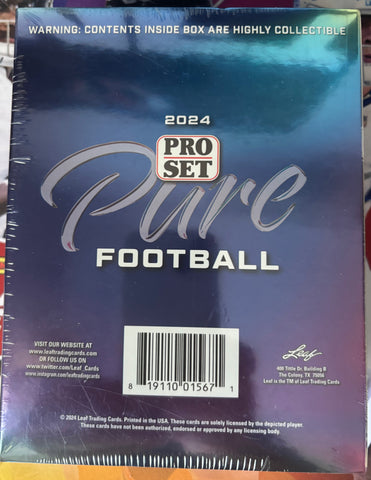 WARNING: CONTENTS INSIDE BOX ARE HIGHLY COLLECTIBLE
2024
PRO
SET
Pure
FOOTBALL
VISIT OUR WEBSITE AT
www.leaftradingcards.com
OR FOLLOW US ON
www.twitter.com/Leaf_Cards
www.instagram.com/leaftradingcards
8 19110 01567 1
Leaf
400 Tittle Dr. Building B
The Colony, TX 75056
Leaf is the TM of Leaf Trading Cards
© 2024 Leaf Trading Cards. Printed in the USA. These cards are solely licensed by the depicted player.
These cards have not been authorized, endorsed or approved by any licensing body.